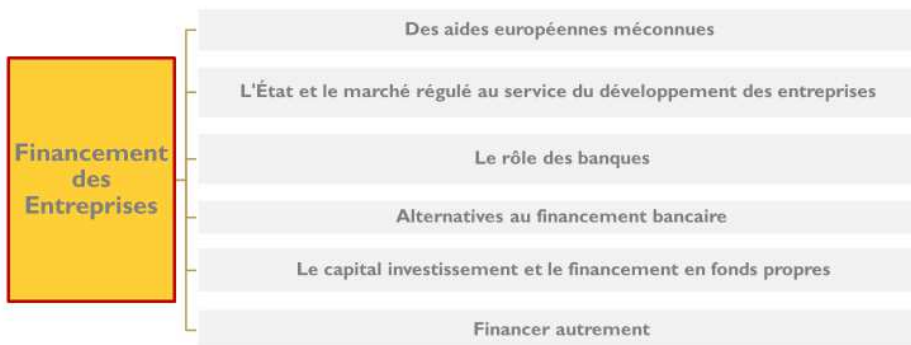 Des aides européennes méconnues
L'État et le marché régulé au service du développement des entreprises
Financement
des
Entreprises
Le rôle des banques
Alternatives au financement bancaire
Le capital investissement et le financement en fonds propres
Financer autrement